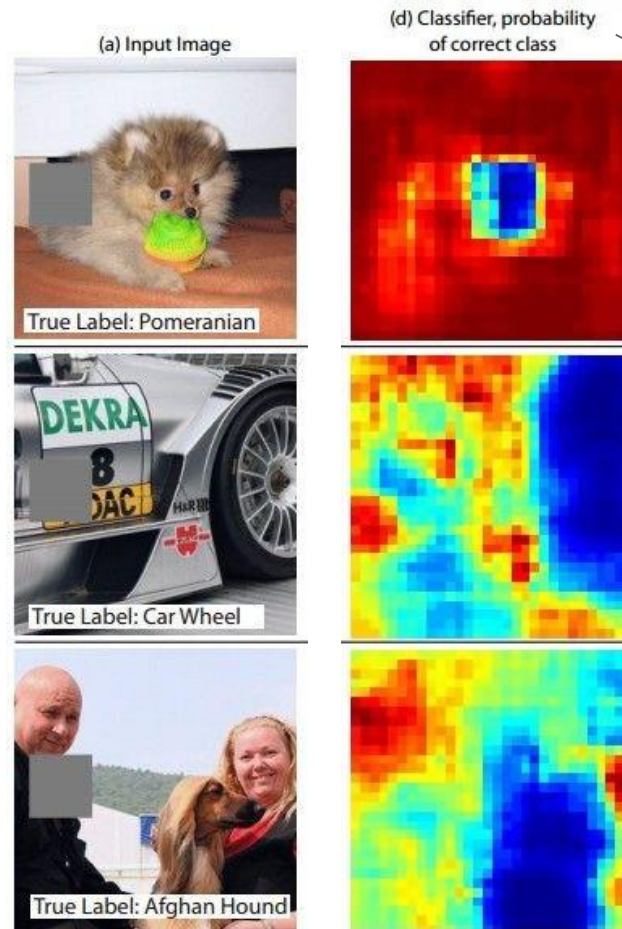 (a) Input Image
(d) Classifier, probability
of correct class
True Label: Pomeranian
DEKRA
8
DAC
H&R
True Label: Car Wheel
True Label: Afghan Hound